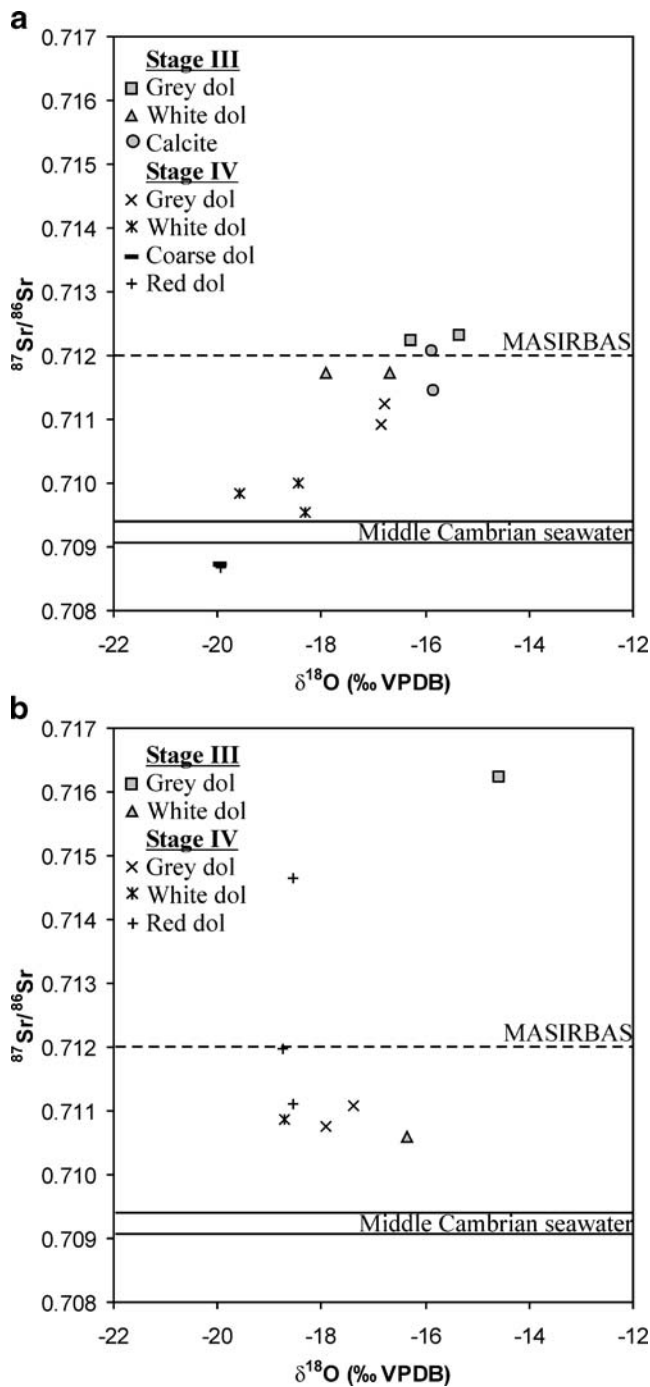 a
0.717
0.716
0.715
0.714
0.713
0.712
0.711
0.710
0.709
0.708
⁸⁷Sr/⁸⁶Sr
Stage III
Grey dol
White dol
Calcite
Stage IV
Grey dol
White dol
Coarse dol
Red dol
MASIRBAS
Middle Cambrian seawater
-22 -20 -18 -16 -14 -12
δ¹⁸O (‰ VPDB)
b
0.717
0.716
0.715
0.714
0.713
0.712
0.711
0.710
0.709
0.708
⁸⁷Sr/⁸⁶Sr
Stage III
Grey dol
White dol
Stage IV
Grey dol
White dol
Red dol
MASIRBAS
Middle Cambrian seawater
-22 -20 -18 -16 -14 -12
δ¹⁸O (‰ VPDB)